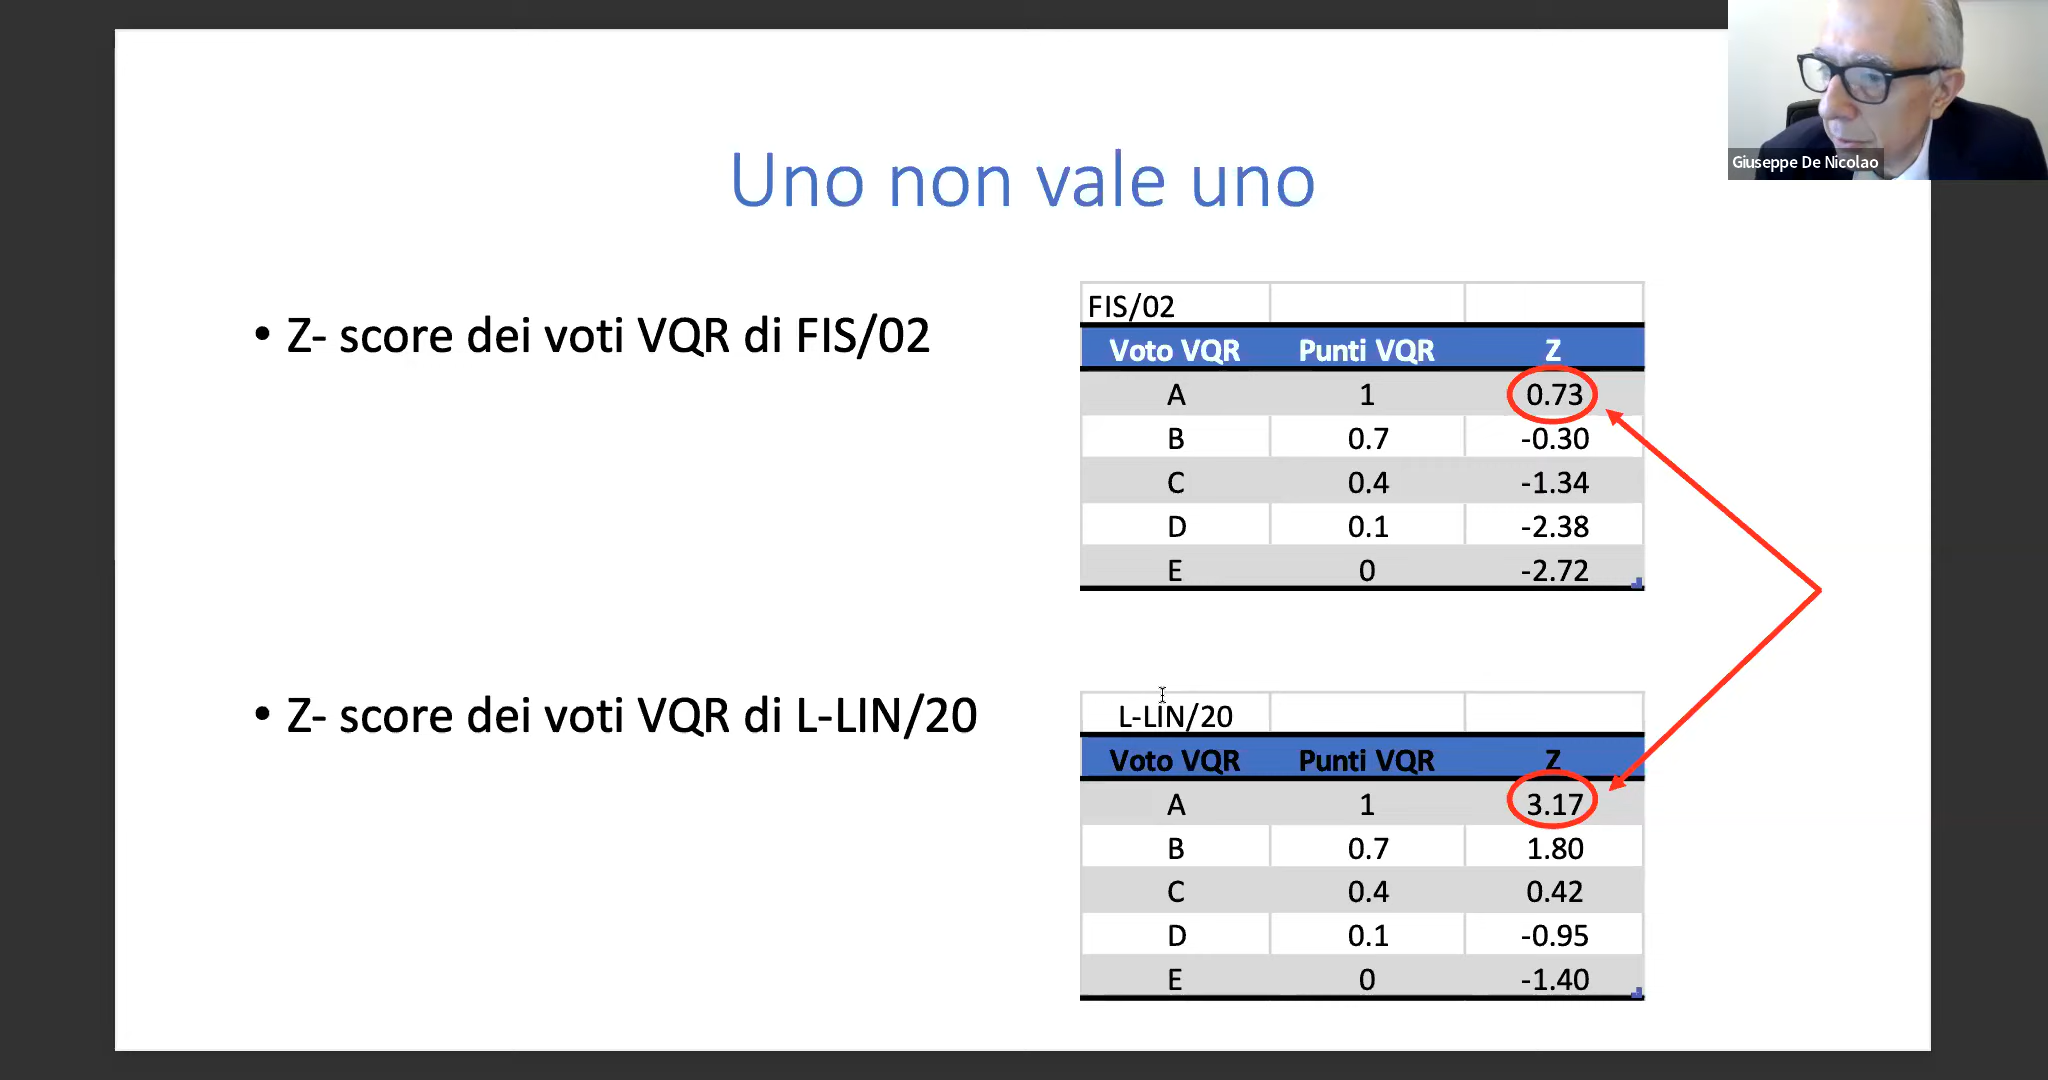 Giuseppe De Nicolao
Uno non vale uno
• Z- score dei voti VQR di FIS/02
FIS/02
Voto VQR Punti VQR Z
A 1 0.73
B 0.7 -0.30
C 0.4 -1.34
D 0.1 -2.38
E 0 -2.72
• Z- score dei voti VQR di L-LIN/20
L-LIN/20
Voto VQR Punti VQR Z
A 1 3.17
B 0.7 1.80
C 0.4 0.42
D 0.1 -0.95
E 0 -1.40